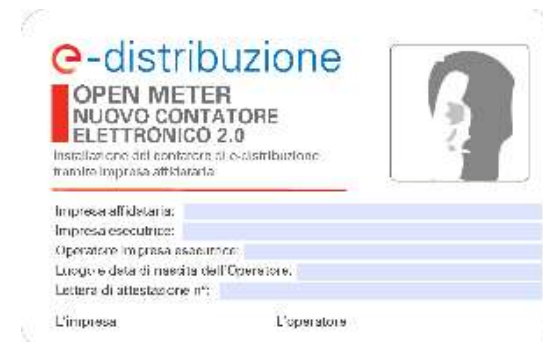 e-distribuzione
OPEN METER
NUOVO CONTATORE
ELETTRONICO 2.0
Installazione del contatore di e-distribuzione
tramite impresa affidataria
Impresa affidataria:
Impresa esecutrice:
Operatore Impresa esecutrice:
Luogo e data di nascita dell'Operatore:
Lettera di attestazione n°:
L'impresa L'operatore